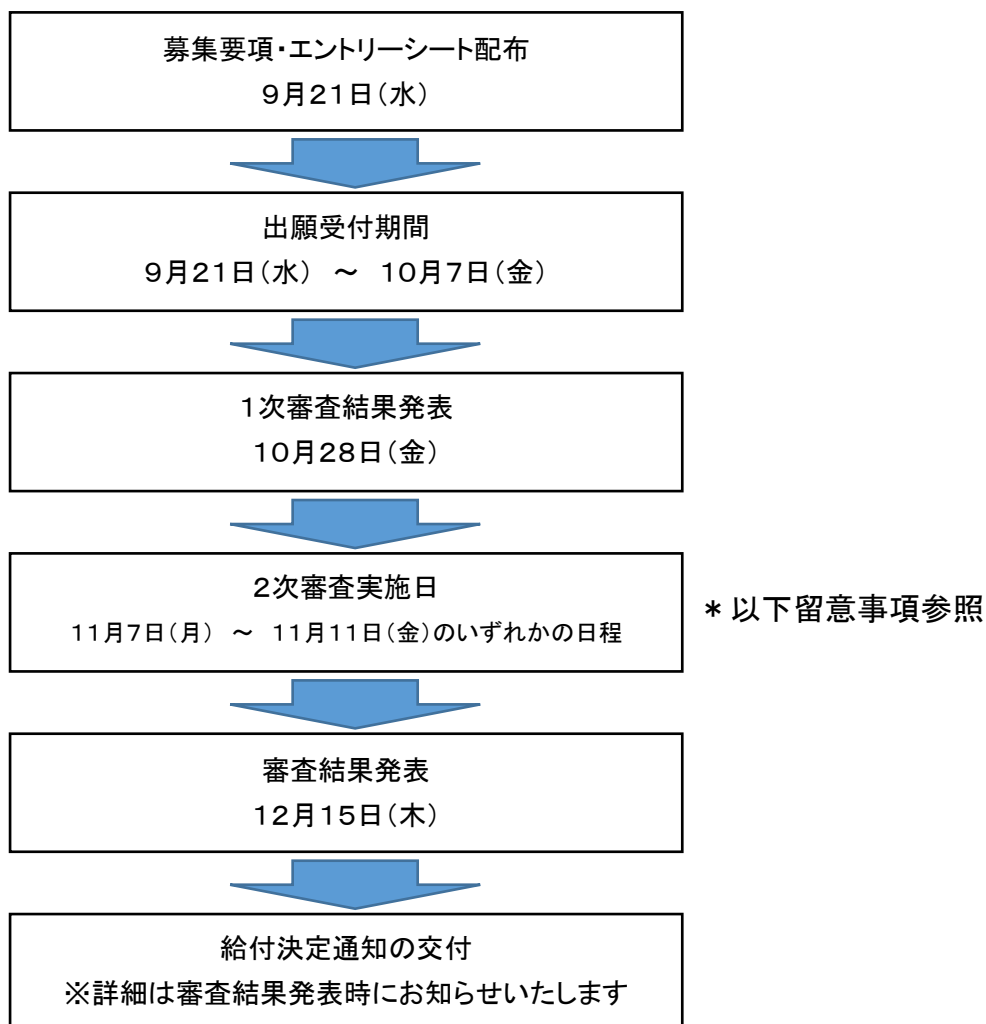 募集要項・エントリーシート配布
９月２１日（水）
出願受付期間
９月２１日（水） ～ １０月７日（金）
１次審査結果発表
１０月２８日（金）
２次審査実施日
１１月７日（月） ～ １１月１１日（金）のいずれかの日程
＊以下留意事項参照
審査結果発表
１２月１５日（木）
給付決定通知の交付
※詳細は審査結果発表時にお知らせいたします